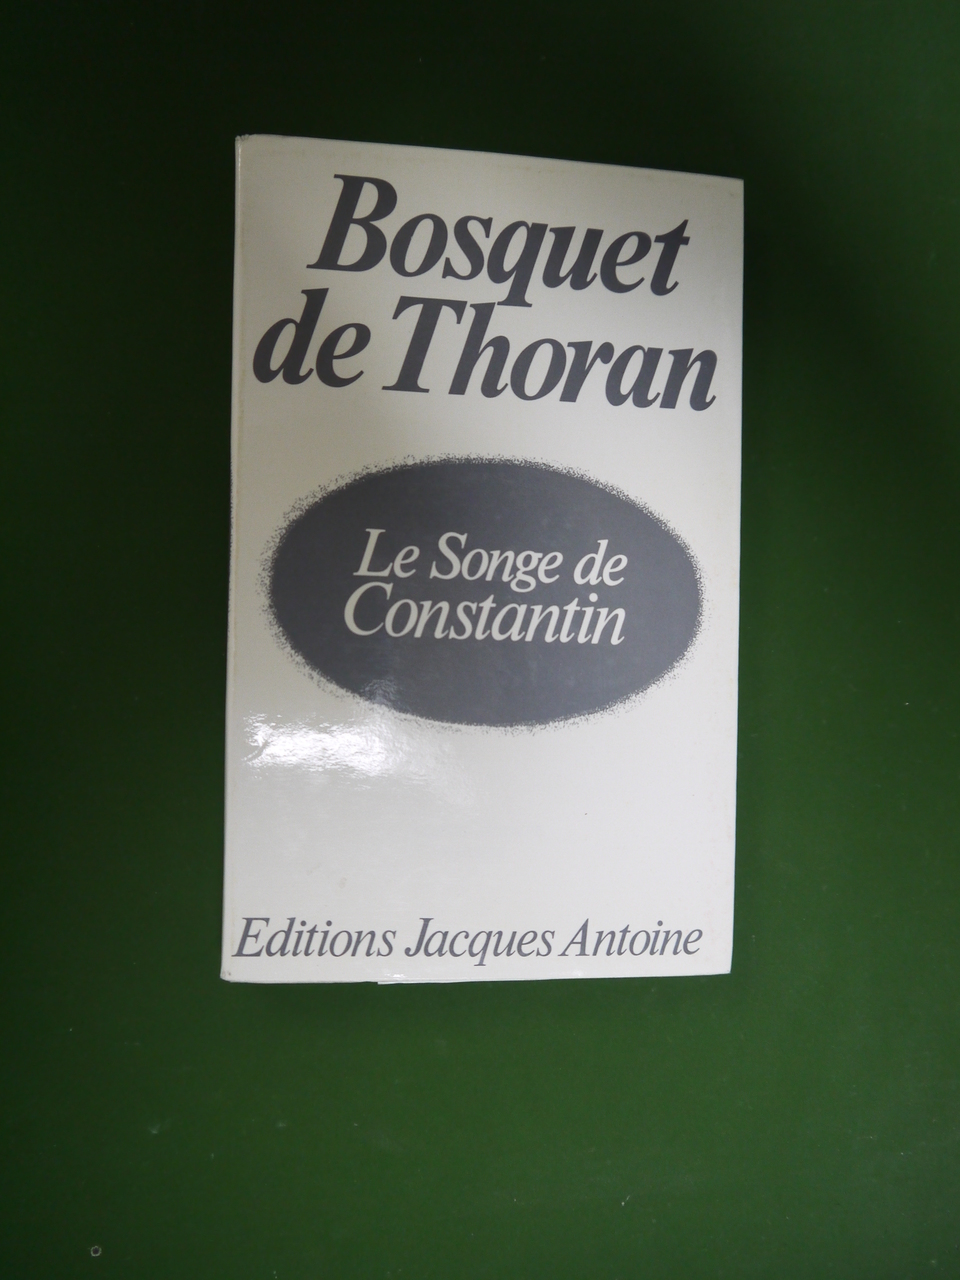 Bosquet
de Thoran
Le Songe de
Constantin
Editions Jacques Antoine